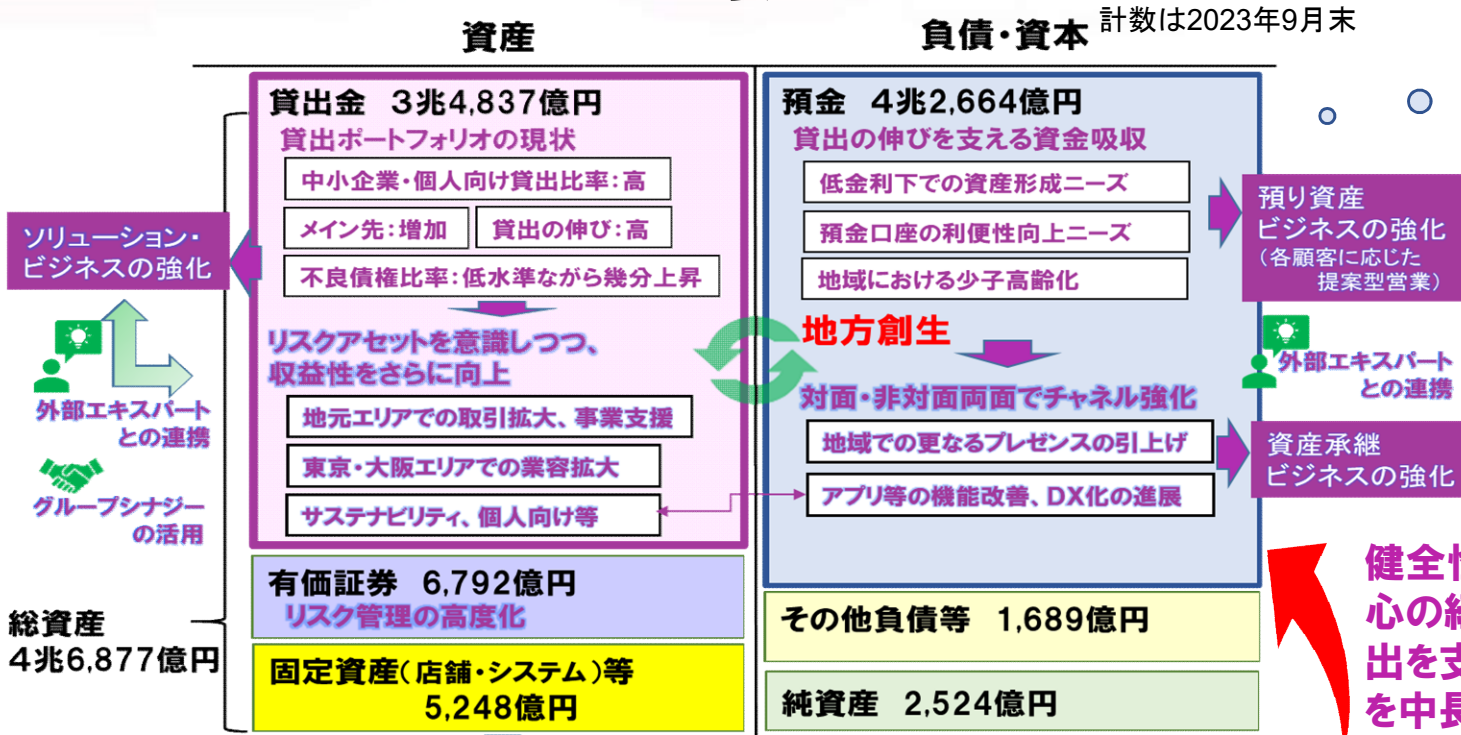 計数は2023年9月末
資産
負債・資本
貸出金 3兆4,837億円
貸出ポートフォリオの現状
中小企業・個人向け貸出比率:高
メイン先:増加
貸出の伸び:高
不良債権比率:低水準ながら幾分上昇
リスクアセットを意識しつつ、
収益性をさらに向上
地元エリアでの取引拡大、事業支援
東京・大阪エリアでの業容拡大
サステナビリティ、個人向け等
有価証券 6,792億円
リスク管理の高度化
固定資産(店舗・システム)等
5,248億円
ソリューション・
ビジネスの強化
外部エキスパート
との連携
グループシナジー
の活用
総資産
4兆6,877億円
預金 4兆2,664億円
貸出の伸びを支える資金吸収
低金利下での資産形成ニーズ
預金口座の利便性向上ニーズ
地域における少子高齢化
地方創生
対面・非対面両面でチャネル強化
地域での更なるプレゼンスの引上げ
アプリ等の機能改善、DX化の進展
その他負債等 1,689億円
純資産 2,524億円
預り資産
ビジネスの強化
(各顧客に応じた
提案型営業)
外部エキスパート
との連携
資産承継
ビジネスの強化
健全
心の
出を支
を中長